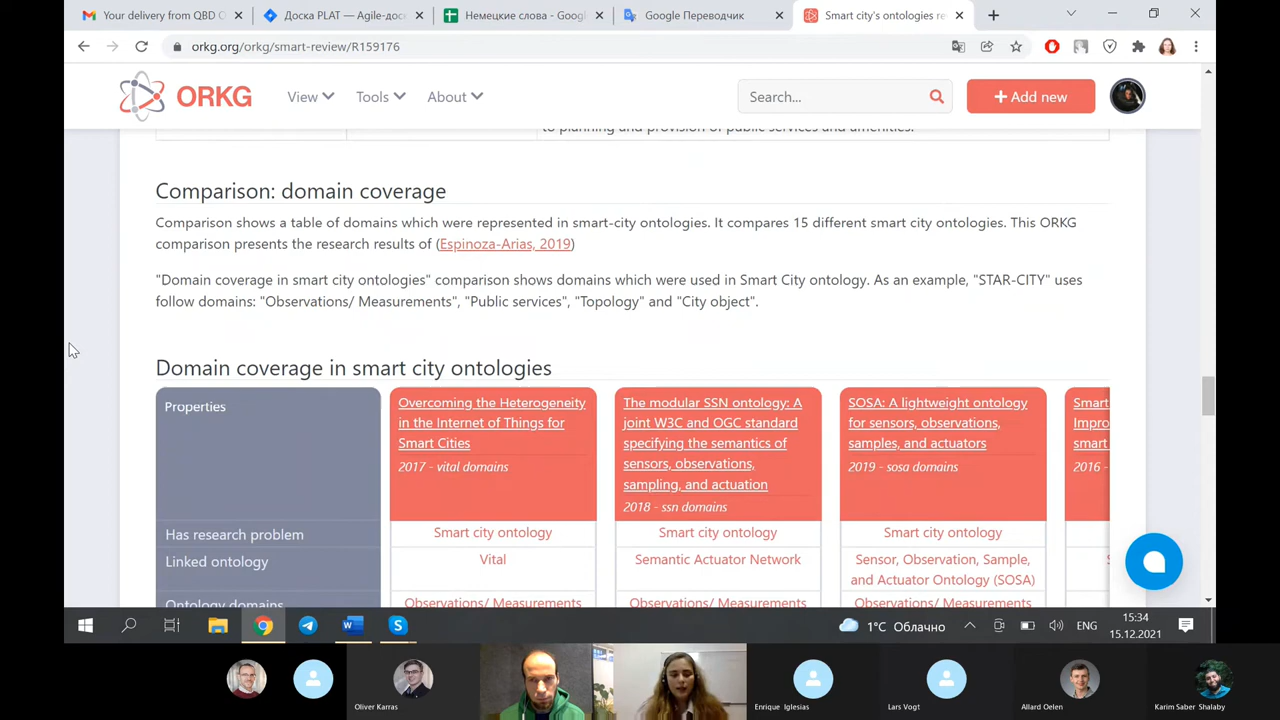 Your delivery from QBD
Доска PLAT — Agile-дос
Немецкие слова - Goog
Google Переводчик
Smart city's ontologies re
orkg.org/orkg/smart-review/R159176
ORKG
View
Tools
About
Search...
Add new
to planning and provision of public services and amenities.
Comparison: domain coverage
Comparison shows a table of domains which were represented in smart-city ontologies. It compares 15 different smart city ontologies. This ORKG
comparison presents the research results of (Espinoza-Arias, 2019)
"Domain coverage in smart city ontologies" comparison shows domains which were used in Smart City ontology. As an example, "STAR-CITY" uses
follow domains: "Observations/ Measurements", "Public services", "Topology" and "City object".
Domain coverage in smart city ontologies
Properties
Overcoming the Heterogeneity
in the Internet of Things for
Smart Cities
2017 - vital domains
The modular SSN ontology: A
joint W3C and OGC standard
specifying the semantics of
sensors, observations,
sampling, and actuation
2018 - ssn domains
SOSA: A lightweight ontology
for sensors, observations,
samples, and actuators
2019 - sosa domains
Smart
Impro
smart
2016 -
Has research problem
Smart city ontology
Smart city ontology
Smart city ontology
Linked ontology
Vital
Semantic Actuator Network
Sensor, Observation, Sample,
and Actuator Ontology (SOSA)
Ontology domains
Observations/ Measurements
Observations/ Measurements
Observations/ Measurements
1°C Облачно
ENG
15:34
15.12.2021
Oliver Karras
Enrique Iglesias
Lars Vogt
Allard Oelen
Karim Saber Shalaby